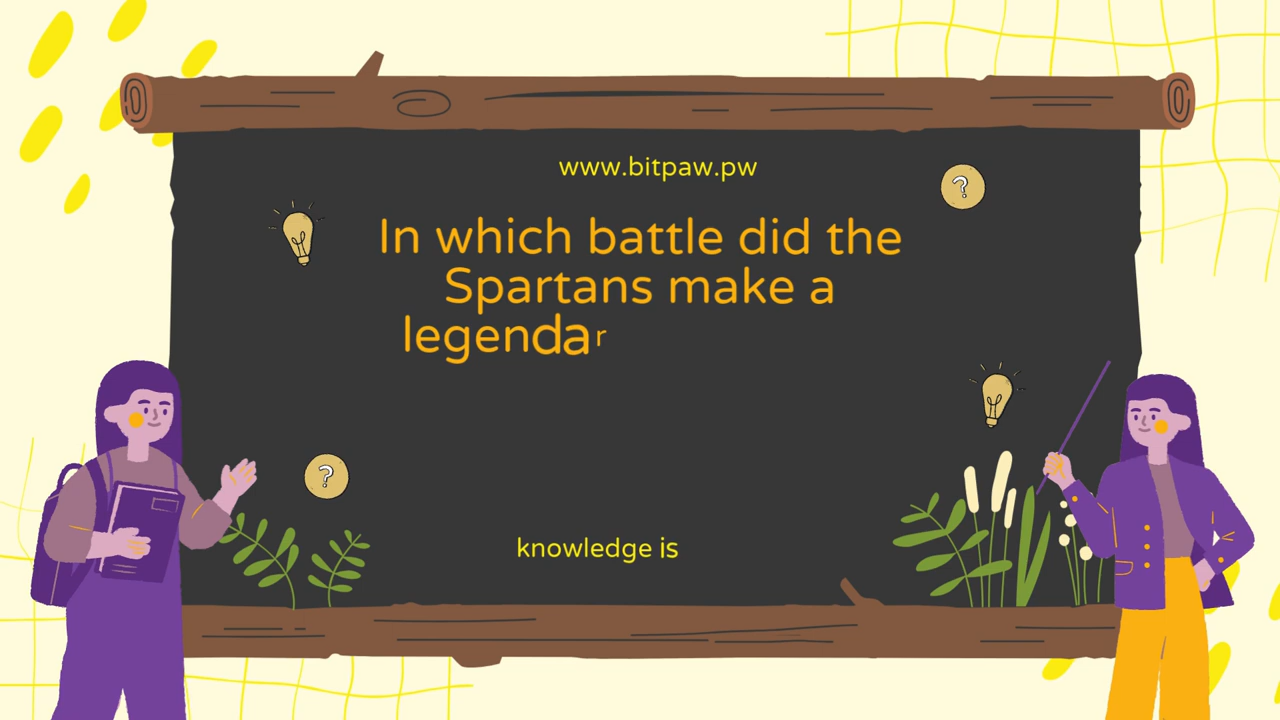 www.bitpaw.pw
In which battle did the
Spartans make a
legendar
knowledge is